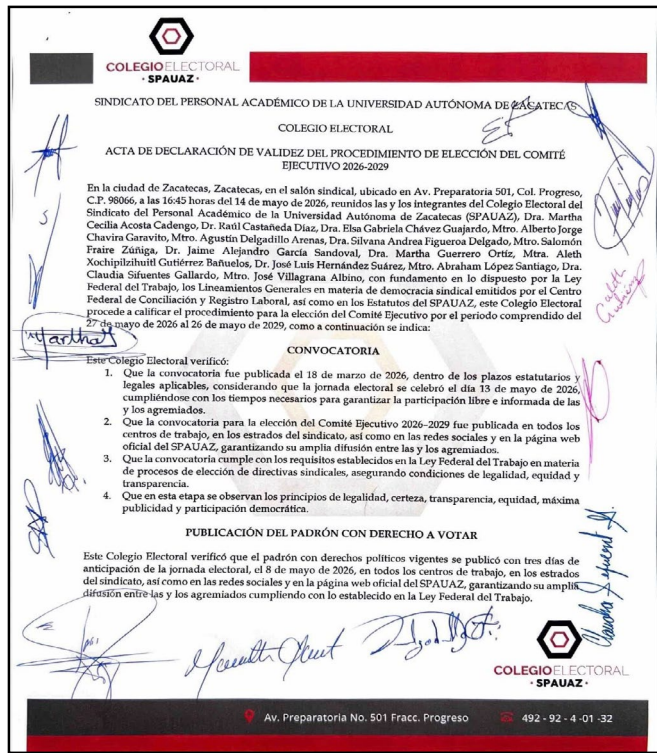 COLEGIO ELECTORAL
· SPAUAZ ·
SINDICATO DEL PERSONAL ACADÉMICO DE LA UNIVERSIDAD AUTÓNOMA DE ZACATECAS
COLEGIO ELECTORAL
ACTA DE DECLARACIÓN DE VALIDEZ DEL PROCEDIMIENTO DE ELECCIÓN DEL COMITÉ
EJECUTIVO 2026-2029
En la ciudad de Zacatecas, Zacatecas, en el salón sindical, ubicado en Av. Preparatoria 501, Col. Progreso,
C.P. 98066, a las 16:45 horas del 14 de mayo de 2026, reunidos las y los integrantes del Colegio Electoral del
Sindicato del Personal Académico de la Universidad Autónoma de Zacatecas (SPAUAZ), Dra. Martha
Cecilia Acosta Cadengo, Dr. Raúl Castañeda Díaz, Dra. Elsa Gabriela Chávez Guajardo, Mtro. Alberto Jorge
Chavira Garavito, Mtro. Agustín Delgadillo Arenas, Dra. Silvana Andrea Figueroa Delgado, Mtro. Salomón
Fraire Zúñiga, Dr. Jaime Alejandro García Sandoval, Dra. Martha Guerrero Ortíz, Mtra. Aleth
Xochipilzhuitl Gutiérrez Bañuelos, Dr. José Luis Hernández Suárez, Mtro. Abraham López Santiago, Dra.
Claudia Sifuentes Gallardo, Mtro. José Villagrana Albino, con fundamento en lo dispuesto por la Ley
Federal del Trabajo, los Lineamientos Generales en materia de democracia sindical emitidos por el Centro
Federal de Conciliación y Registro Laboral, así como en los Estatutos del SPAUAZ, este Colegio Electoral
procede a calificar el procedimiento para la elección del Comité Ejecutivo por el periodo comprendido del
27 de mayo de 2026 al 26 de mayo de 2029, como a continuación se indica:
Martha
CONVOCATORIA
Este Colegio Electoral verificó:
1. Que la convocatoria fue publicada el 18 de marzo de 2026, dentro de los plazos estatutarios y
legales aplicables, considerando que la jornada electoral se celebró el día 13 de mayo de 2026,
cumpliéndose con los tiempos necesarios para garantizar la participación libre e informada de las
y los agremiados.
2. Que la convocatoria para la elección del Comité Ejecutivo 2026–2029 fue publicada en todos los
centros de trabajo, en los estrados del sindicato, así como en las redes sociales y en la página web
oficial del SPAUAZ, garantizando su amplia difusión entre las y los agremiados.
3. Que la convocatoria cumple con los requisitos establecidos en la Ley Federal del Trabajo en materia
de procesos de elección de directivas sindicales, asegurando condiciones de legalidad, equidad y
transparencia.
4. Que en esta etapa se observan los principios de legalidad, certeza, transparencia, equidad, máxima
publicidad y participación democrática.
PUBLICACIÓN DEL PADRÓN CON DERECHO A VOTAR
Este Colegio Electoral verificó que el padrón con derechos políticos vigentes se publicó con tres días de
anticipación de la jornada electoral, el 8 de mayo de 2026, en todos los centros de trabajo, en los estrados
del sindicato, así como en las redes sociales y en la página web oficial del SPAUAZ, garantizando su amplia
difusión entre las y los agremiados cumpliendo con lo establecido en la Ley Federal del Trabajo.
Claudia
COLEGIO ELECTORAL
· SPAUAZ ·
Av. Preparatoria No. 501 Fracc. Progreso
492 - 92 - 4 -01 -32